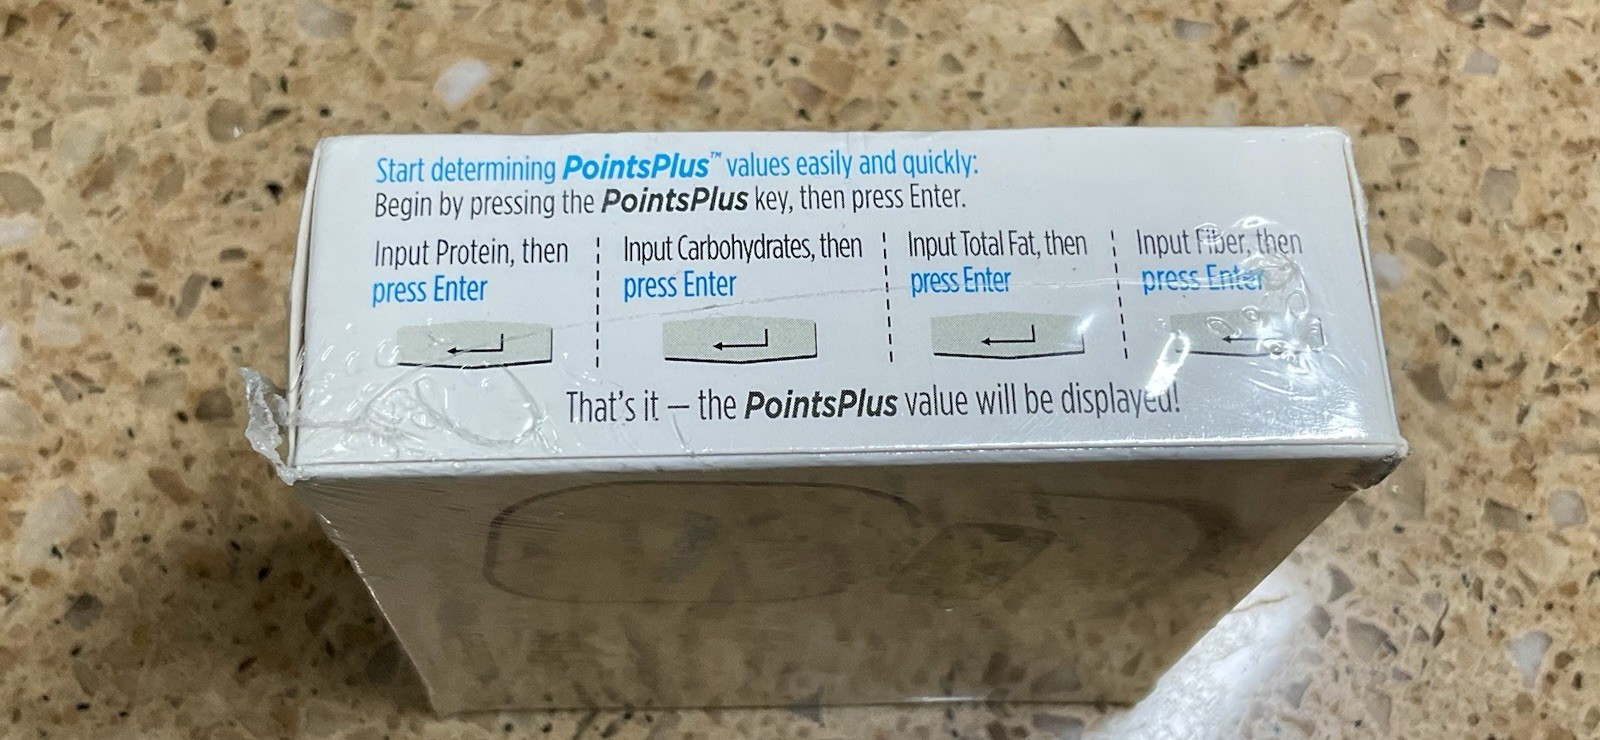 Start determining PointsPlus™ values easily and quickly:
Begin by pressing the PointsPlus key, then press Enter.
Input Protein, then
press Enter
Input Carbohydrates, then
press Enter
Input Total Fat, then
press Enter
Input Fiber, then
press Enter
That's it – the PointsPlus value will be displayed!